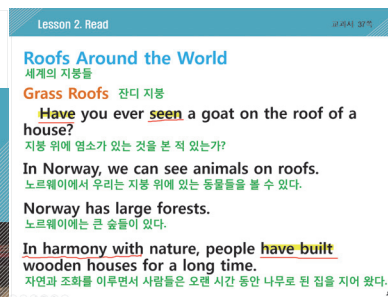 Lesson 2. Read
교과서 37쪽
Roofs Around the World
세계의 지붕들
Grass Roofs 잔디 지붕
Have you ever seen a goat on the roof of a
house?
지붕 위에 염소가 있는 것을 본 적 있는가?
In Norway, we can see animals on roofs.
노르웨이에서 우리는 지붕 위에 있는 동물들을 볼 수 있다.
Norway has large forests.
노르웨이에는 큰 숲들이 있다.
In harmony with nature, people have built
wooden houses for a long time.
자연과 조화를 이루면서 사람들은 오랜 시간 동안 나무로 된 집을 지어 왔다.